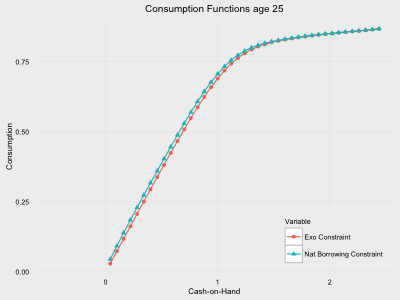 Consumption Functions age 25
Consumption
0.75
0.50
0.25
0.00
0
1
2
Cash-on-Hand
Variable
Exo Constraint
Nat Borrowing Constraint